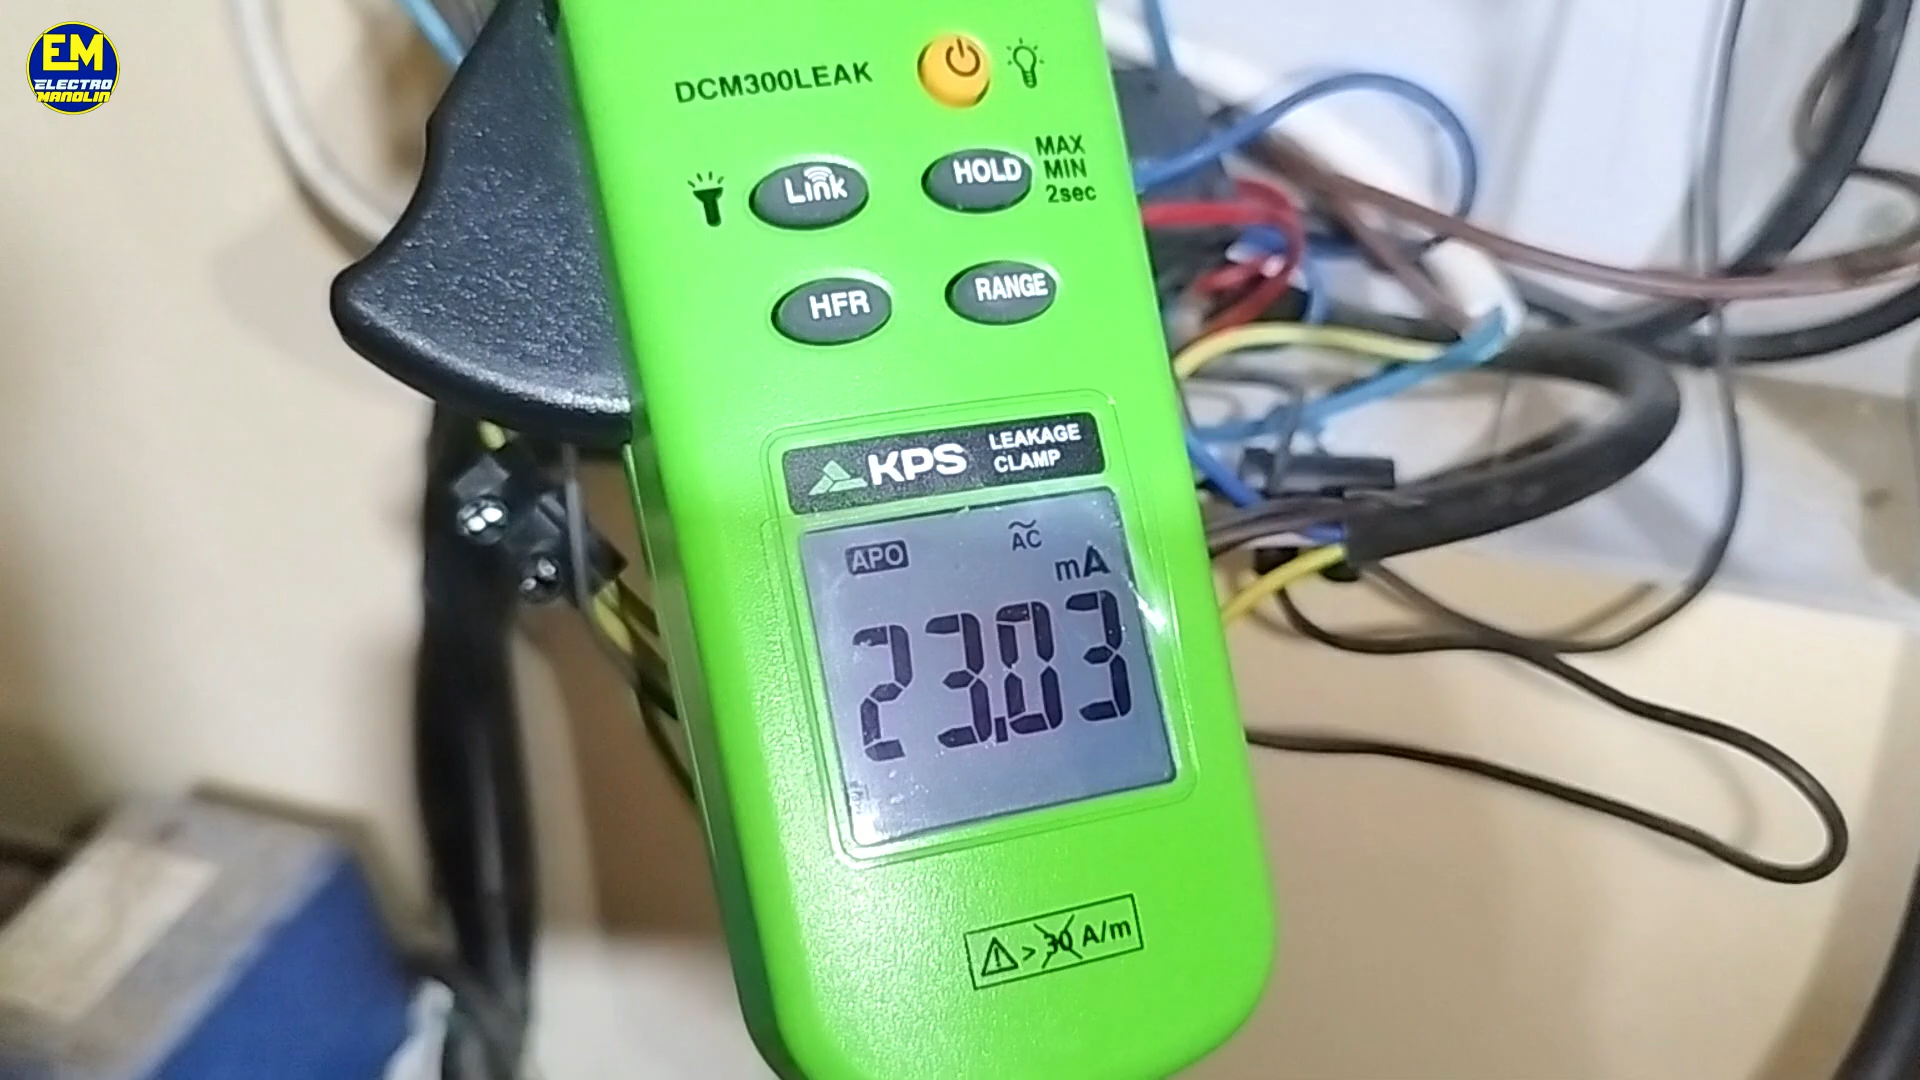 EM
ELECTRO
MANOLIN
DCM300LEAK
Link
HOLD
MAX
MIN
2sec
HFR
RANGE
KPS
LEAKAGE
CLAMP
APO
AC
mA
23.03
> 30 A/m